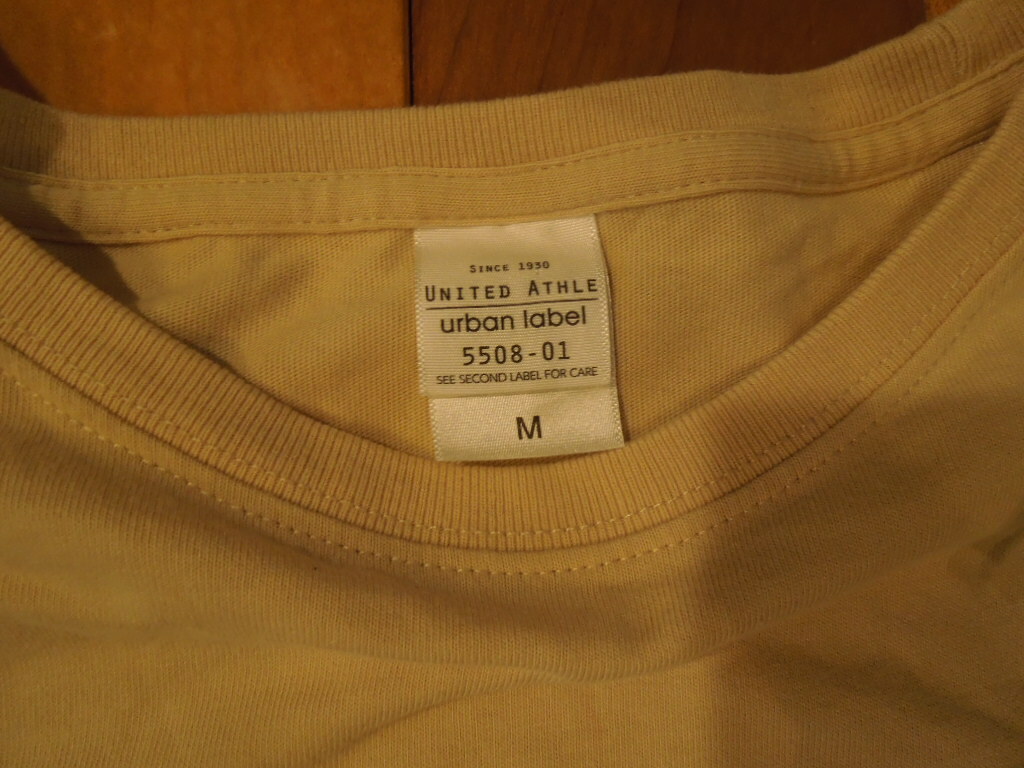 SINCE 1930
UNITED ATHLE
urban label
5508-01
SEE SECOND LABEL FOR CARE
M